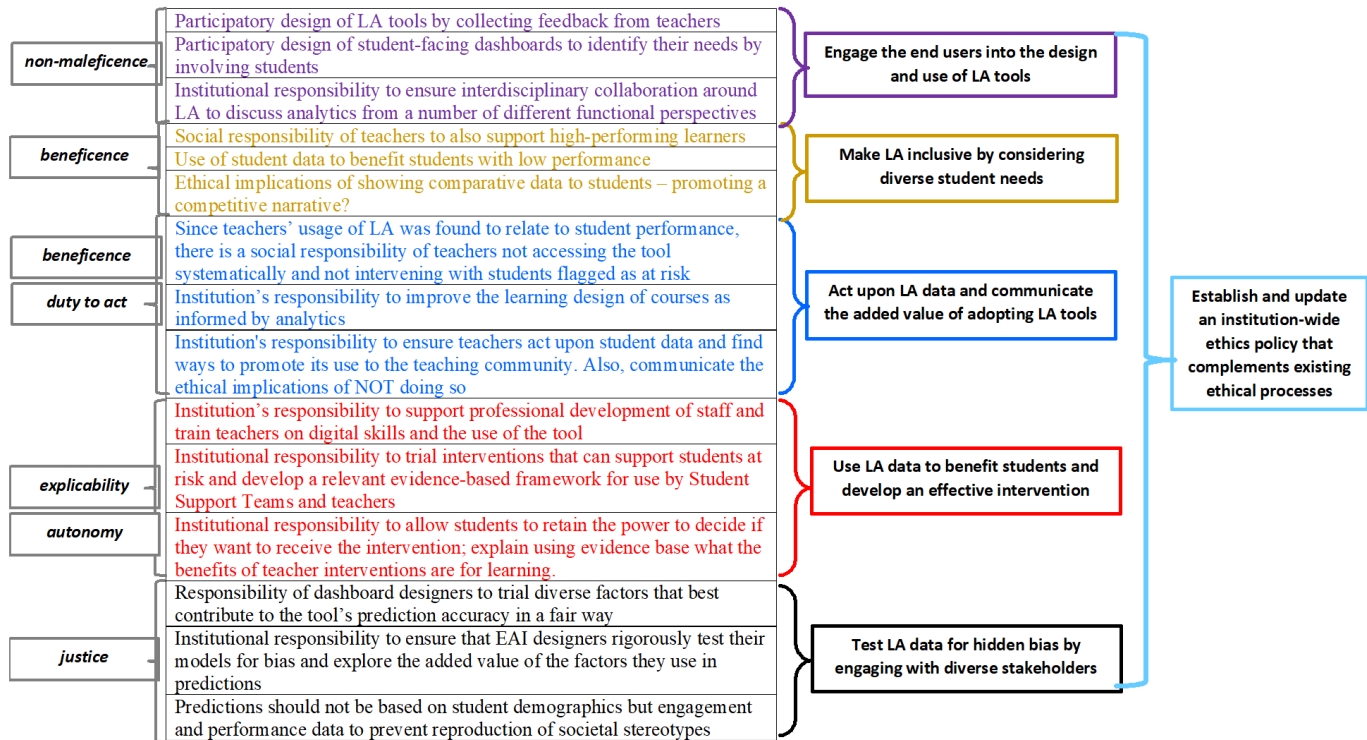 non-maleficence
Participatory design of LA tools by collecting feedback from teachers
Participatory design of student-facing dashboards to identify their needs by
involving students
Institutional responsibility to ensure interdisciplinary collaboration around
LA to discuss analytics from a number of different functional perspectives
Engage the end users into the design
and use of LA tools
beneficence
Social responsibility of teachers to also support high-performing learners
Use of student data to benefit students with low performance
Ethical implications of showing comparative data to students – promoting a
competitive narrative?
Make LA inclusive by considering
diverse student needs
beneficence
duty to act
Since teachers’ usage of LA was found to relate to student performance,
there is a social responsibility of teachers not accessing the tool
systematically and not intervening with students flagged as at risk
Institution’s responsibility to improve the learning design of courses as
informed by analytics
Institution's responsibility to ensure teachers act upon student data and find
ways to promote its use to the teaching community. Also, communicate the
ethical implications of NOT doing so
Act upon LA data and communicate
the added value of adopting LA tools
explicability
autonomy
Institution’s responsibility to support professional development of staff and
train teachers on digital skills and the use of the tool
Institutional responsibility to trial interventions that can support students at
risk and develop a relevant evidence-based framework for use by Student
Support Teams and teachers
Institutional responsibility to allow students to retain the power to decide if
they want to receive the intervention; explain using evidence base what the
benefits of teacher interventions are for learning.
Use LA data to benefit students and
develop an effective intervention
justice
Responsibility of dashboard designers to trial diverse factors that best
contribute to the tool’s prediction accuracy in a fair way
Institutional responsibility to ensure that EAI designers rigorously test their
models for bias and explore the added value of the factors they use in
predictions
Predictions should not be based on student demographics but engagement
and performance data to prevent reproduction of societal stereotypes
Test LA data for hidden bias by
engaging with diverse stakeholders
Establish and update
an institution-wide
ethics policy that
complements existing
ethical processes